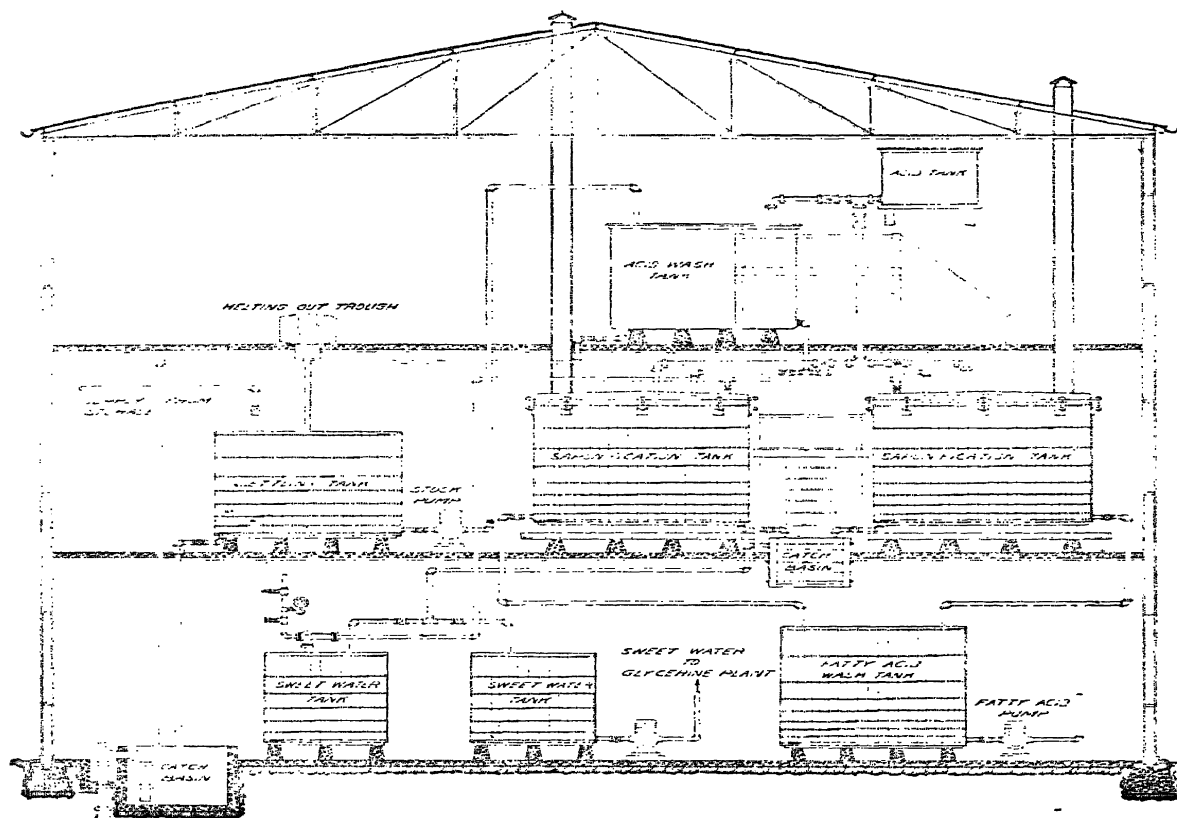 ACID TANK
ACID WASH
TANK
MELTING OUT TROUGH
SUPPLY FROM
SETTLING TANK
STOCK
PUMP
SAPONIFICATION TANK
SAPONIFICATION TANK
CATCH
BASIN
SWEET WATER
TO
GLYCERINE PLANT
SWEET WATER
TANK
SWEET WATER
TANK
FATTY ACID
WASH TANK
FATTY ACID
PUMP
CATCH
BASIN